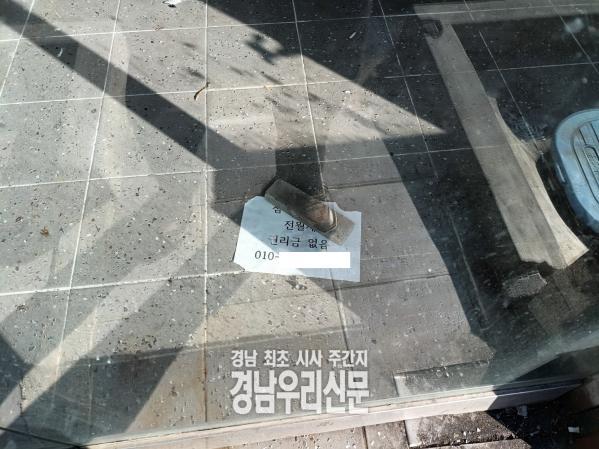 전월세
권리금 없음
010-
경남 최초 시사 주간지
경남우리신문